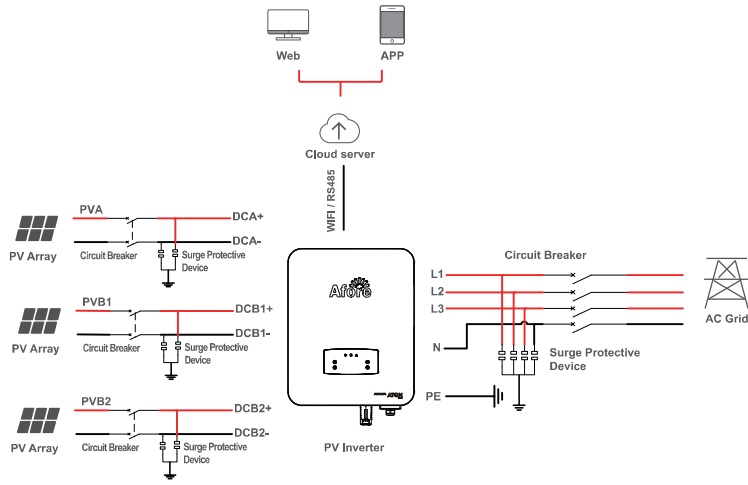 Web
APP
Cloud server
WIFI / RS485
PVA
DCA+
DCA-
PV Array
Circuit Breaker
Surge Protective
Device
PVB1
DCB1+
DCB1-
PV Array
Circuit Breaker
Surge Protective
Device
PVB2
DCB2+
DCB2-
PV Array
Circuit Breaker
Surge Protective
Device
Afore
PV Inverter
Circuit Breaker
L1
L2
L3
N
PE
Surge Protective
Device
AC Grid